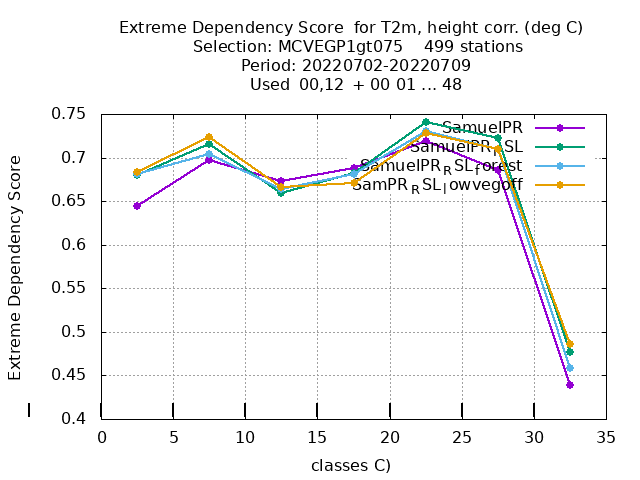 Extreme Dependency Score for T2m, height corr. (deg C)
Selection: MCVEGP1gt075 499 stations
Period: 20220702-20220709
Used 00,12 + 00 01 ... 48
Extreme Dependency Score
0.75
0.7
0.65
0.6
0.55
0.5
0.45
0.4
SamuelPR
SamuelPR_RSL
SamuelPR_RSL_forest
SamPR_RSL_lowvegoff
0 5 10 15 20 25 30 35
classes C)